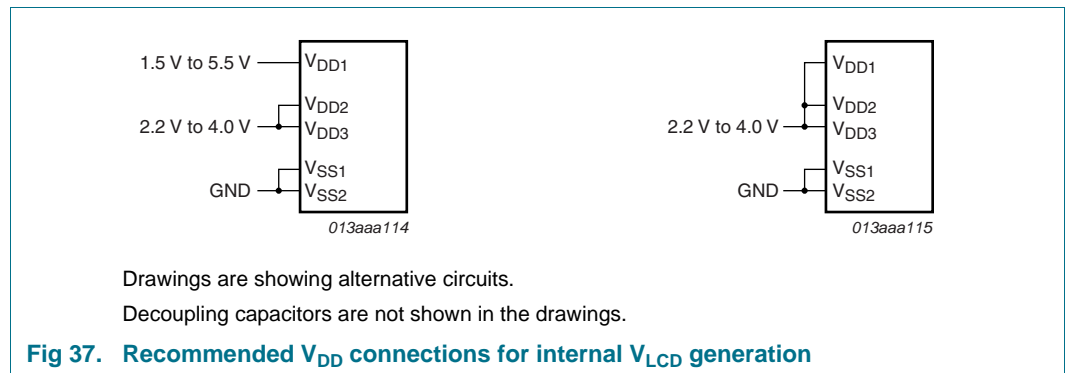 1.5 V to 5.5 V VDD1
VDD2
2.2 V to 4.0 V VDD3
VSS1
GND VSS2
013aaa114
VDD1
VDD2
2.2 V to 4.0 V VDD3
VSS1
GND VSS2
013aaa115
Drawings are showing alternative circuits.
Decoupling capacitors are not shown in the drawings.
Fig 37. Recommended VDD connections for internal VLCD generation